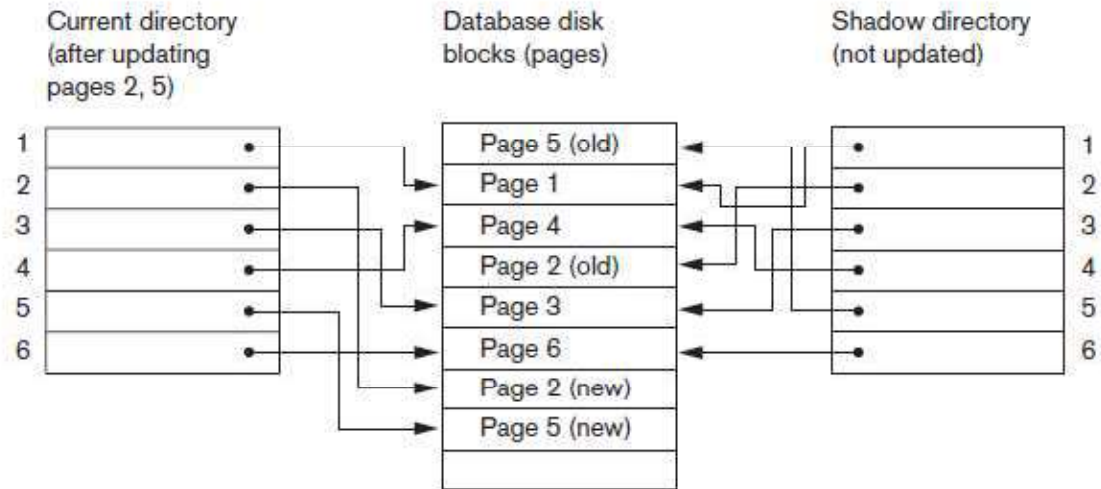 Current directory
(after updating
pages 2, 5)
Database disk
blocks (pages)
Shadow directory
(not updated)
1
2
3
4
5
6
Page 5 (old)
Page 1
Page 4
Page 2 (old)
Page 3
Page 6
Page 2 (new)
Page 5 (new)
1
2
3
4
5
6